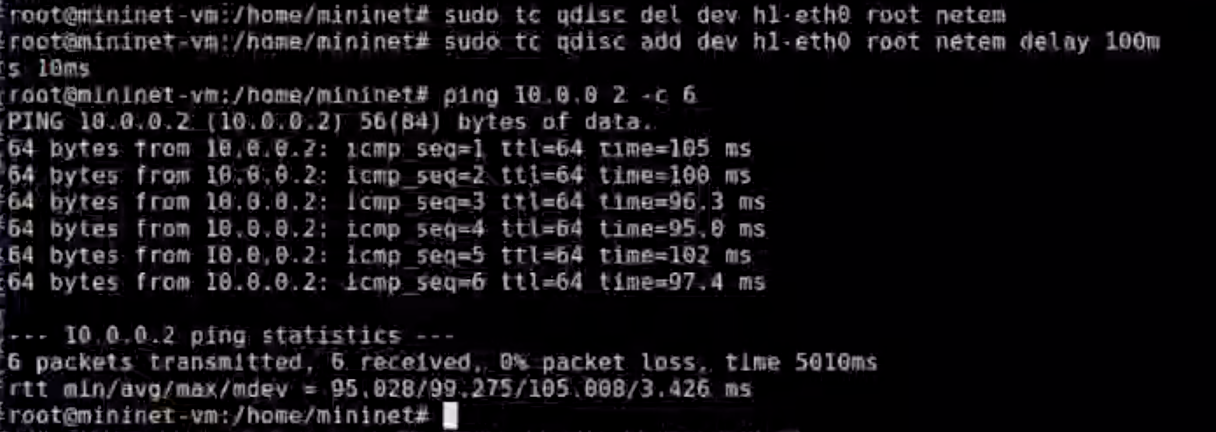 root@mininet-vm:/home/mininet# sudo tc qdisc del dev h1-eth0 root netem
root@mininet-vm:/home/mininet# sudo tc qdisc add dev h1-eth0 root netem delay 100m
s 10ms
root@mininet-vm:/home/mininet# ping 10.0.0.2 -c 6
PING 10.0.0.2 (10.0.0.2) 56(84) bytes of data.
64 bytes from 10.0.0.2: icmp_seq=1 ttl=64 time=105 ms
64 bytes from 10.0.0.2: icmp_seq=2 ttl=64 time=100 ms
64 bytes from 10.0.0.2: icmp_seq=3 ttl=64 time=96.3 ms
64 bytes from 10.0.0.2: icmp_seq=4 ttl=64 time=95.0 ms
64 bytes from 10.0.0.2: icmp_seq=5 ttl=64 time=102 ms
64 bytes from 10.0.0.2: icmp_seq=6 ttl=64 time=97.4 ms
--- 10.0.0.2 ping statistics ---
6 packets transmitted, 6 received, 0% packet loss, time 5010ms
rtt min/avg/max/mdev = 95.028/99.275/105.008/3.426 ms
root@mininet-vm:/home/mininet#